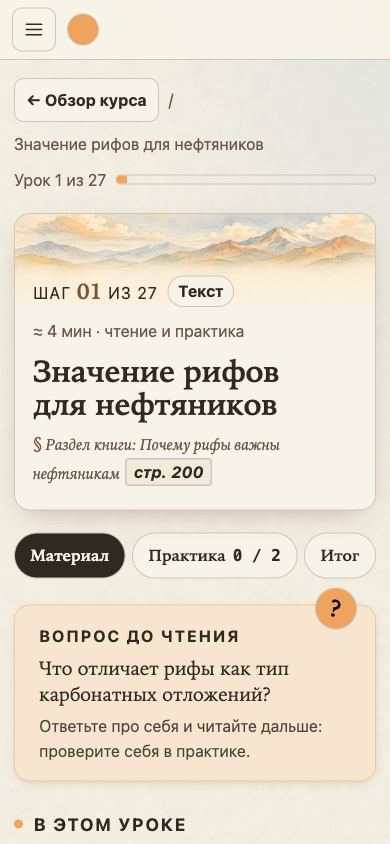 ← Обзор курса /
Значение рифов для нефтяников
Урок 1 из 27
ШАГ 01 ИЗ 27 Текст
≈ 4 мин · чтение и практика
Значение рифов
для нефтяников
§ Раздел книги: Почему рифы важны
нефтяникам стр. 200
Материал Практика 0 / 2 Итог
?
ВОПРОС ДО ЧТЕНИЯ
Что отличает рифы как тип
карбонатных отложений?
Ответьте про себя и читайте дальше:
проверите себя в практике.
В ЭТОМ УРОКЕ